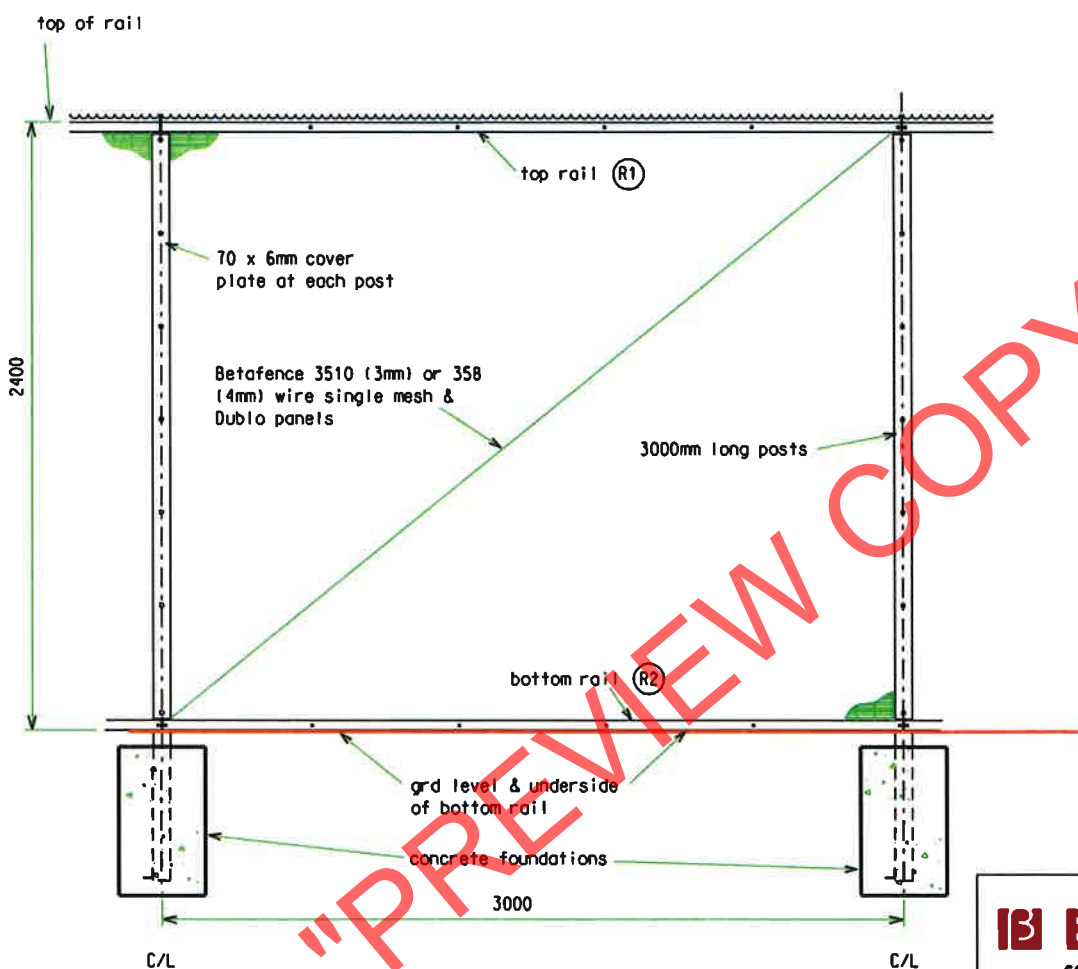 top of rail
top rail R1
70 x 6mm cover
plate at each post
2400
Betafence 3510 (3mm) or 358
(4mm) wire single mesh &
Dublo panels
3000mm long posts
bottom rail R2
grd level & underside
of bottom rail
concrete foundations
3000
C/L
C/L
"PREVIEW COPY